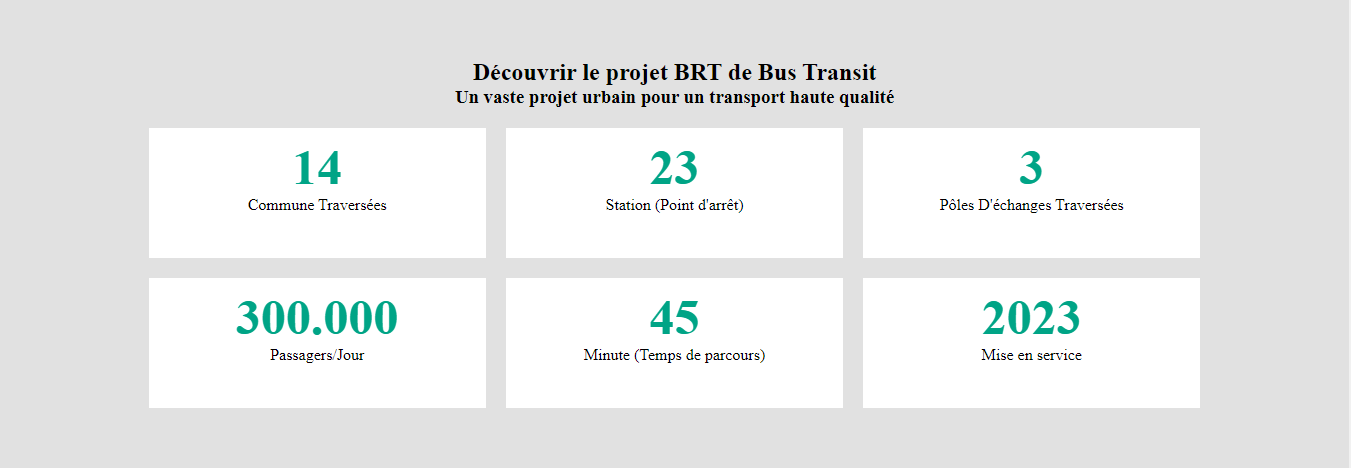 Découvrir le projet BRT de Bus Transit
Un vaste projet urbain pour un transport haute qualité
14
Commune Traversées
23
Station (Point d'arrêt)
3
Pôles D'échanges Traversées
300.000
Passagers/Jour
45
Minute (Temps de parcours)
2023
Mise en service